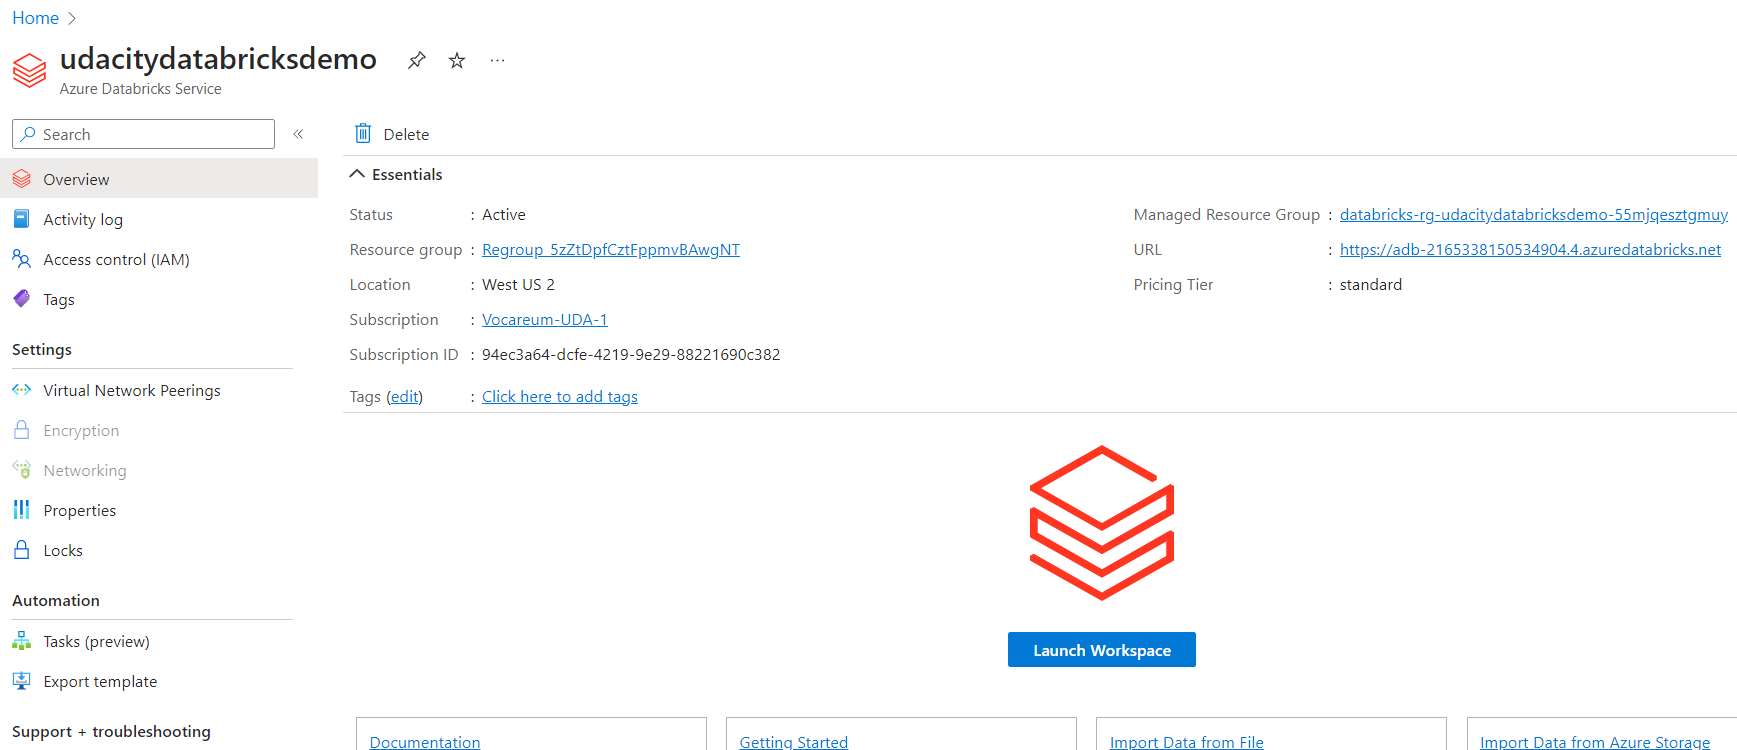 Home
udacitydatabricksdemo
Azure Databricks Service
Search
Overview
Activity log
Access control (IAM)
Tags
Settings
Virtual Network Peerings
Encryption
Networking
Properties
Locks
Automation
Tasks (preview)
Export template
Support + troubleshooting
Delete
Essentials
Status : Active
Resource group : Regroup_5zZtDpfCztFppmvBAwgNT
Location : West US 2
Subscription : Vocareum-UDA-1
Subscription ID : 94ec3a64-dcfe-4219-9e29-88221690c382
Tags (edit) : Click here to add tags
Managed Resource Group : databricks-rg-udacitydatabricksdemo-55mjqesztgmuy
URL : https://adb-2165338150534904.4.azuredatabricks.net
Pricing Tier : standard
Launch Workspace
Documentation
Getting Started
Import Data from File
Import Data from Azure Storage